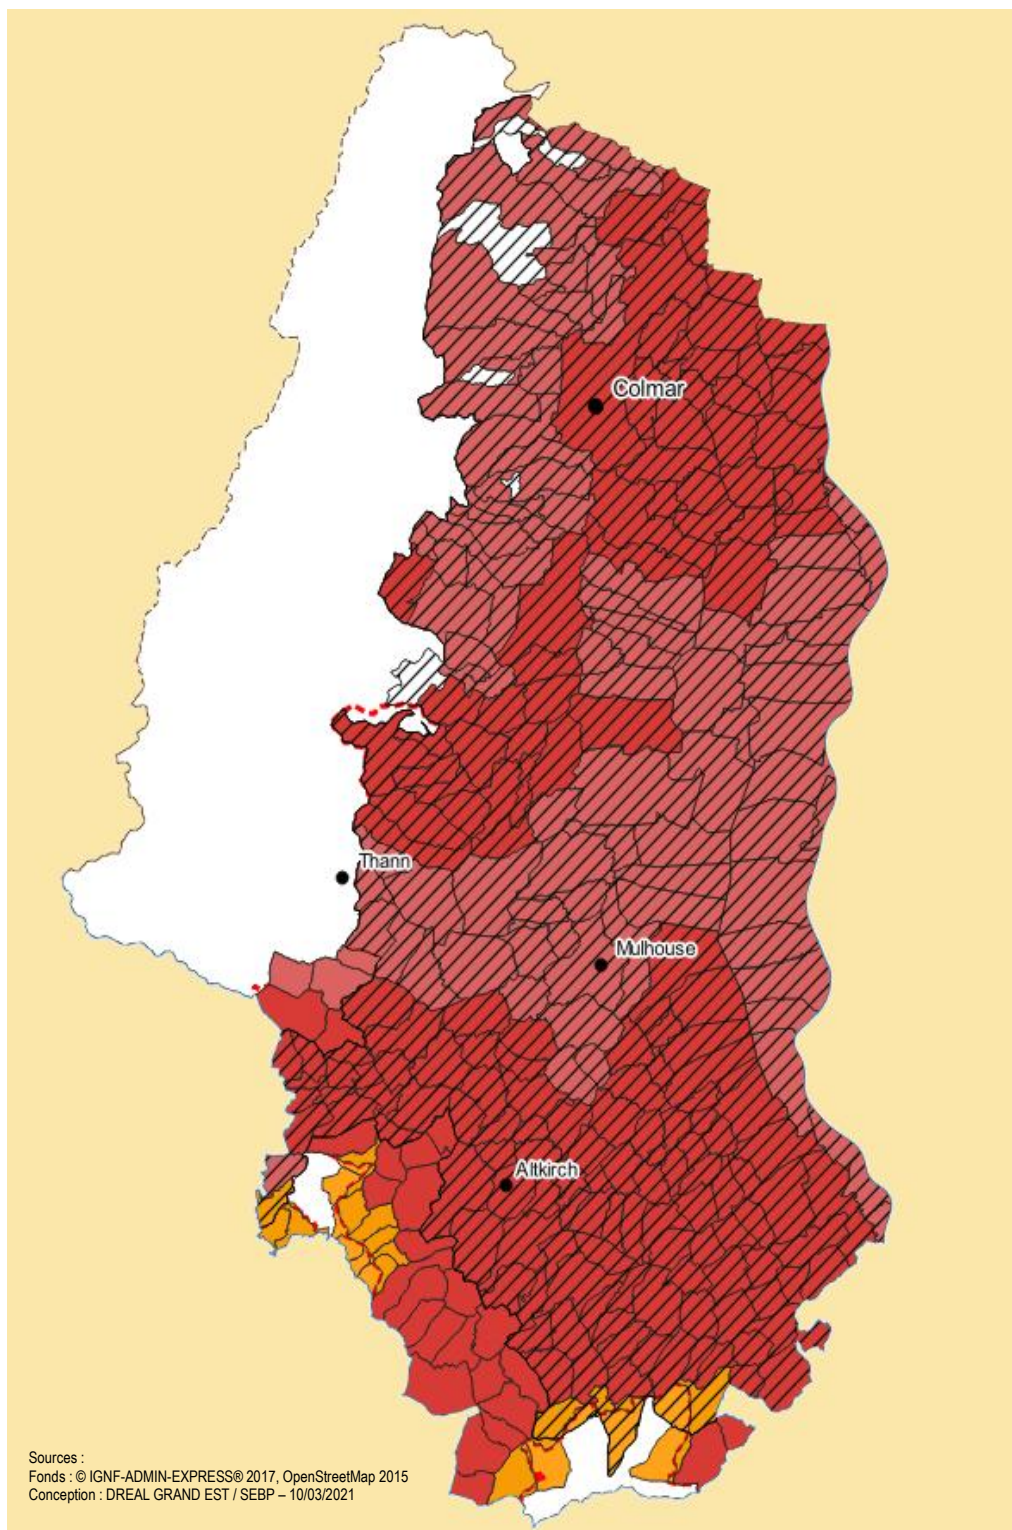 Colmar
Thann
Mulhouse
Altkirch
Sources :
Fonds : © IGNF-ADMIN-EXPRESS® 2017, OpenStreetMap 2015
Conception : DREAL GRAND EST / SEBP – 10/03/2021